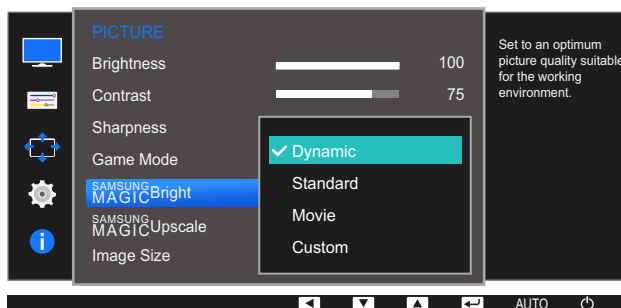 PICTURE
Brightness 100
Contrast 75
Sharpness
Game Mode
SAMSUNG
MAGIC Bright
SAMSUNG
MAGIC Upscale
Image Size
Dynamic
Standard
Movie
Custom
Set to an optimum
picture quality suitable
for the working
environment.
AUTO